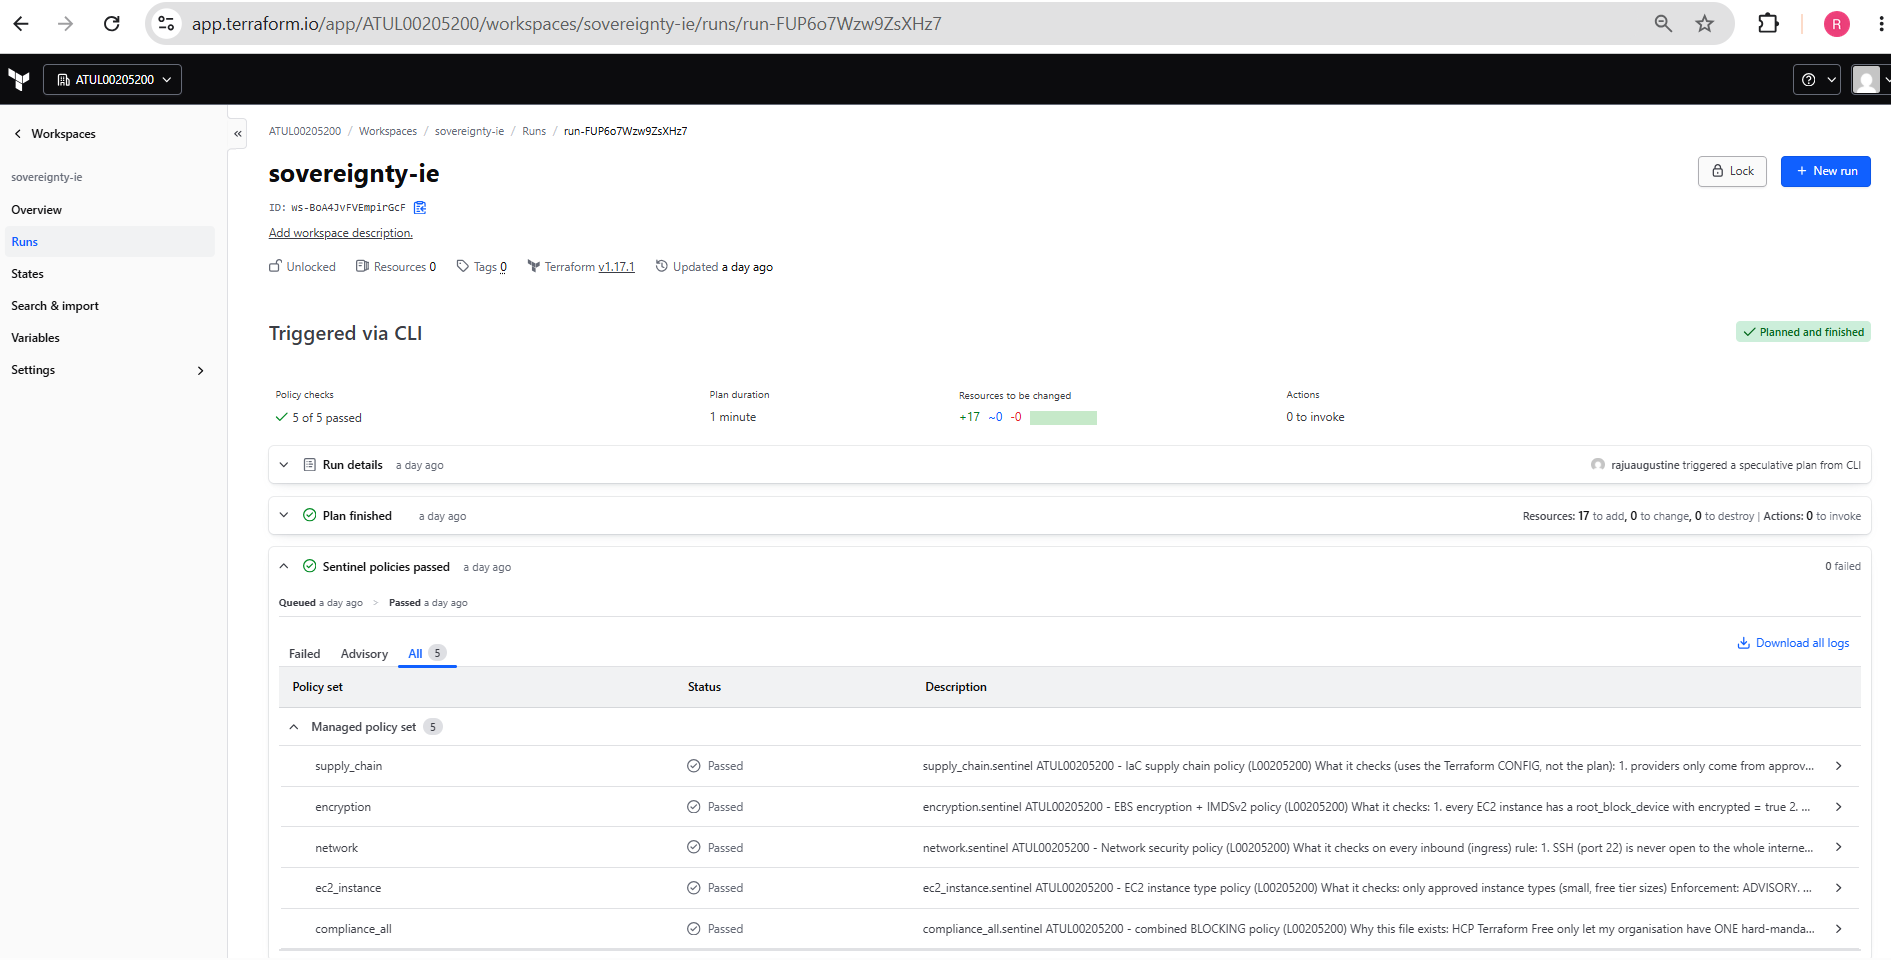 app.terraform.io/app/ATUL00205200/workspaces/sovereignty-ie/runs/run-FUP6o7Wzw9ZsXHz7
R
ATUL00205200
Workspaces
sovereignty-ie
Overview
Runs
States
Search & import
Variables
Settings
ATUL00205200 / Workspaces / sovereignty-ie / Runs / run-FUP6o7Wzw9ZsXHz7
sovereignty-ie
Lock
+ New run
ID: ws-BoA4JvFVEmpirGcF
Add workspace description.
Unlocked Resources 0 Tags 0 Terraform v1.17.1 Updated a day ago
Triggered via CLI
Planned and finished
Policy checks Plan duration Resources to be changed Actions
5 of 5 passed 1 minute +17 ~0 -0 0 to invoke
Run details a day ago rajuaugustine triggered a speculative plan from CLI
Plan finished a day ago Resources: 17 to add, 0 to change, 0 to destroy | Actions: 0 to invoke
Sentinel policies passed a day ago 0 failed
Queued a day ago > Passed a day ago
Failed Advisory All 5 Download all logs
Policy set Status Description
Managed policy set 5
supply_chain Passed supply_chain.sentinel ATUL00205200 - IaC supply chain policy (L00205200) What it checks (uses the Terraform CONFIG, not the plan): 1. providers only come from approv...
encryption Passed encryption.sentinel ATUL00205200 - EBS encryption + IMDSv2 policy (L00205200) What it checks: 1. every EC2 instance has a root_block_device with encrypted = true 2. ...
network Passed network.sentinel ATUL00205200 - Network security policy (L00205200) What it checks on every inbound (ingress) rule: 1. SSH (port 22) is never open to the whole interne...
ec2_instance Passed ec2_instance.sentinel ATUL00205200 - EC2 instance type policy (L00205200) What it checks: only approved instance types (small, free tier sizes) Enforcement: ADVISORY. ...
compliance_all Passed compliance_all.sentinel ATUL00205200 - combined BLOCKING policy (L00205200) Why this file exists: HCP Terraform Free only let my organisation have ONE hard-manda...